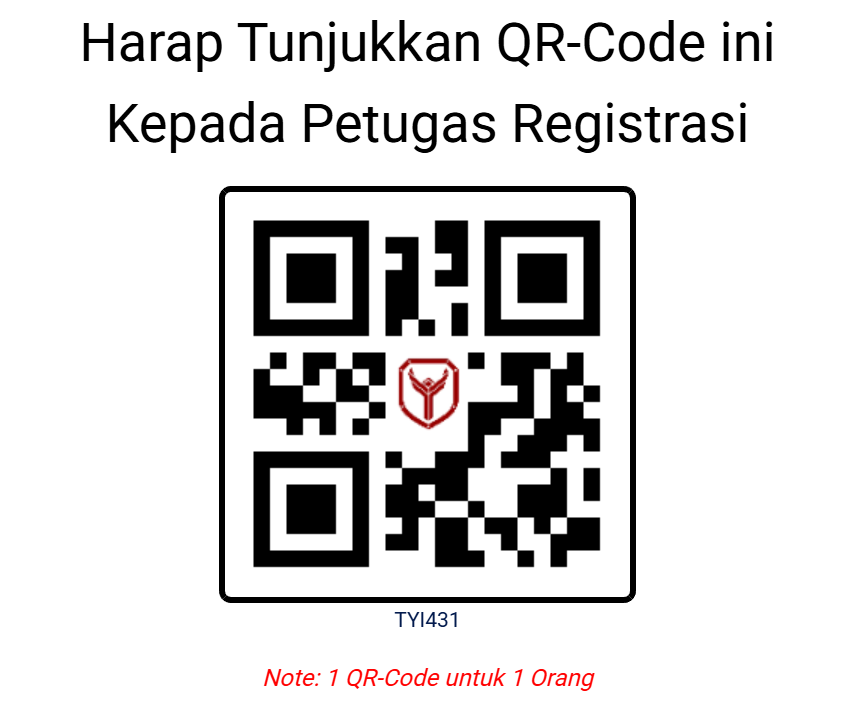 Harap Tunjukkan QR-Code ini
Kepada Petugas Registrasi
TYI431
Note: 1 QR-Code untuk 1 Orang